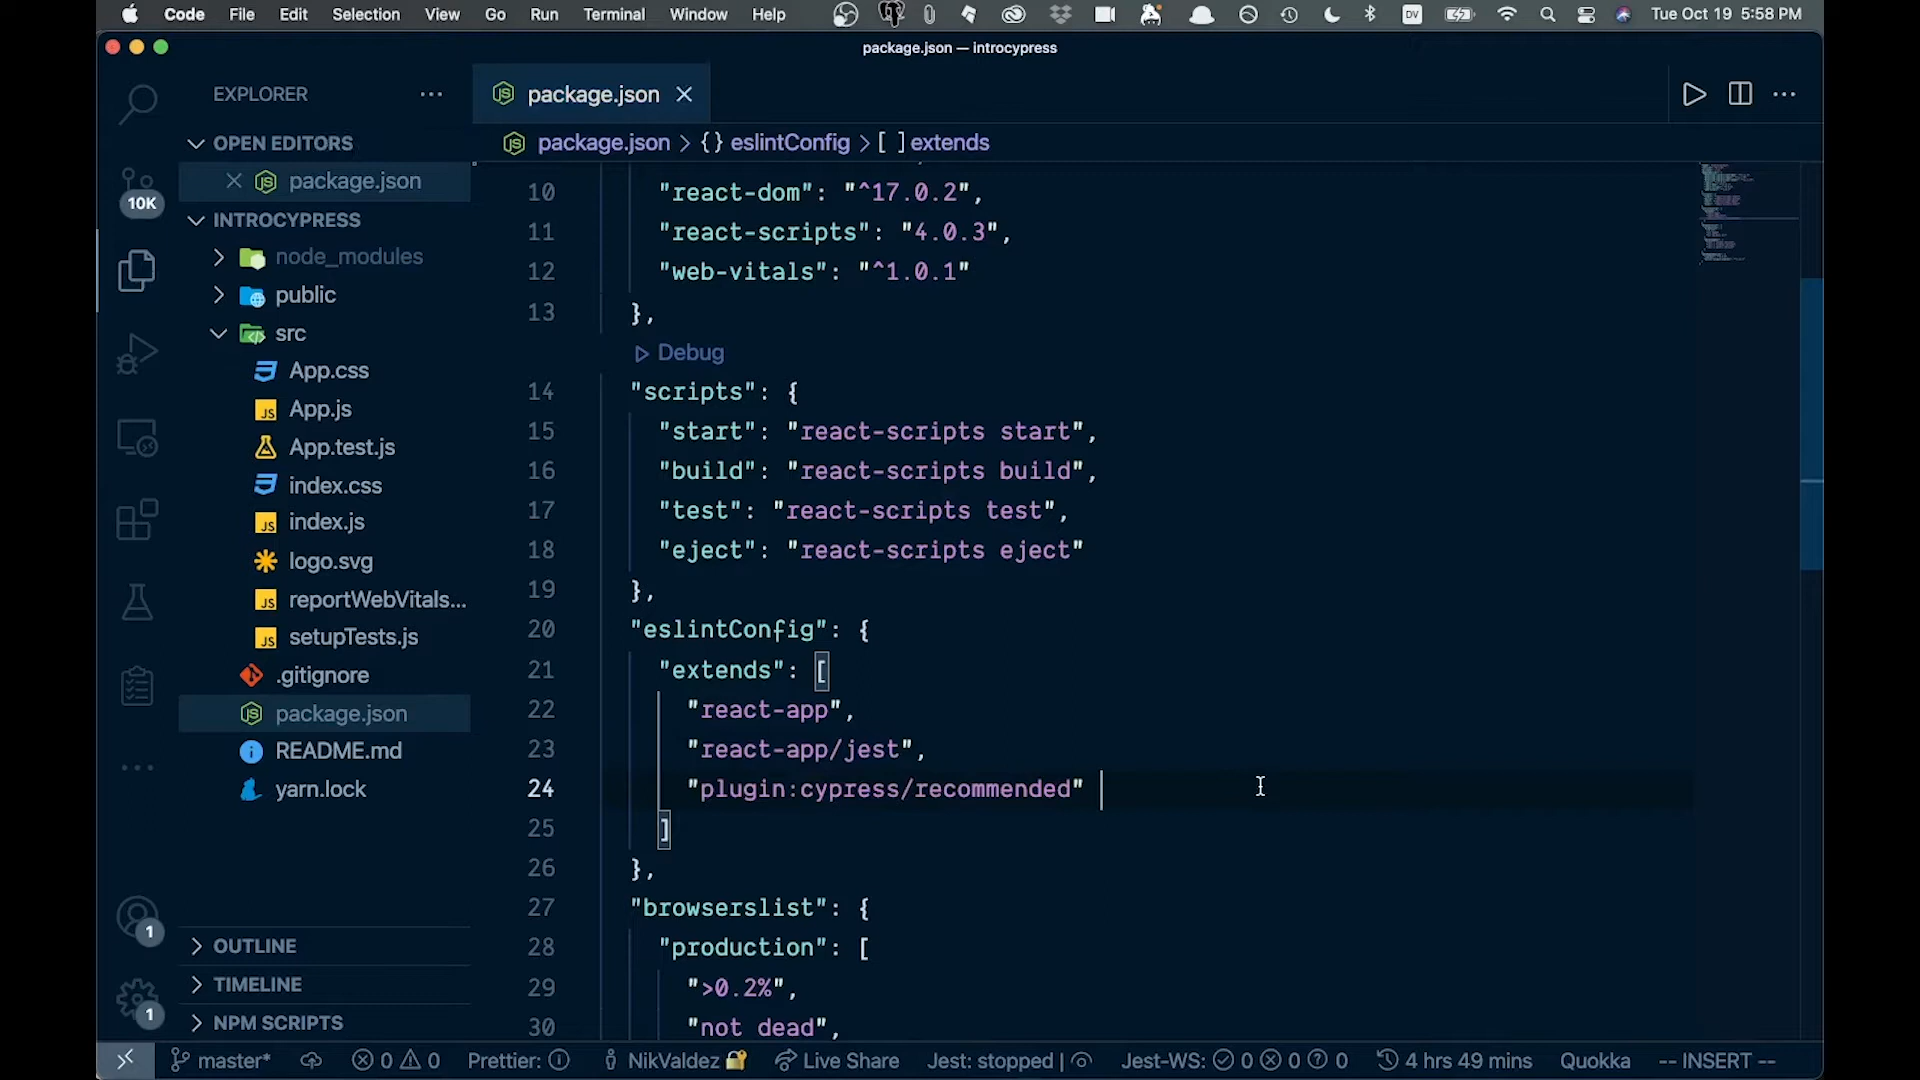 Code File Edit Selection View Go Run Terminal Window Help DV Tue Oct 19 5:58 PM
package.json — introcypress
EXPLORER
package.json
OPEN EDITORS
package.json > {} eslintConfig > [ ] extends
package.json
10K
INTROCYPRESS
node_modules
public
src
App.css
App.js
App.test.js
index.css
index.js
logo.svg
reportWebVitals...
setupTests.js
.gitignore
package.json
README.md
yarn.lock
1
OUTLINE
TIMELINE
1
NPM SCRIPTS
10 "react-dom": "^17.0.2",
11 "react-scripts": "4.0.3",
12 "web-vitals": "^1.0.1"
13 },
Debug
14 "scripts": {
15 "start": "react-scripts start",
16 "build": "react-scripts build",
17 "test": "react-scripts test",
18 "eject": "react-scripts eject"
19 },
20 "eslintConfig": {
21 "extends": [
22 "react-app",
23 "react-app/jest",
24 "plugin:cypress/recommended"
25 ]
26 },
27 "browserslist": {
28 "production": [
29 ">0.2%",
30 "not dead",
master* 0 0 Prettier: NikValdez Live Share Jest: stopped | Jest-WS: 0 0 0 4 hrs 49 mins Quokka -- INSERT --